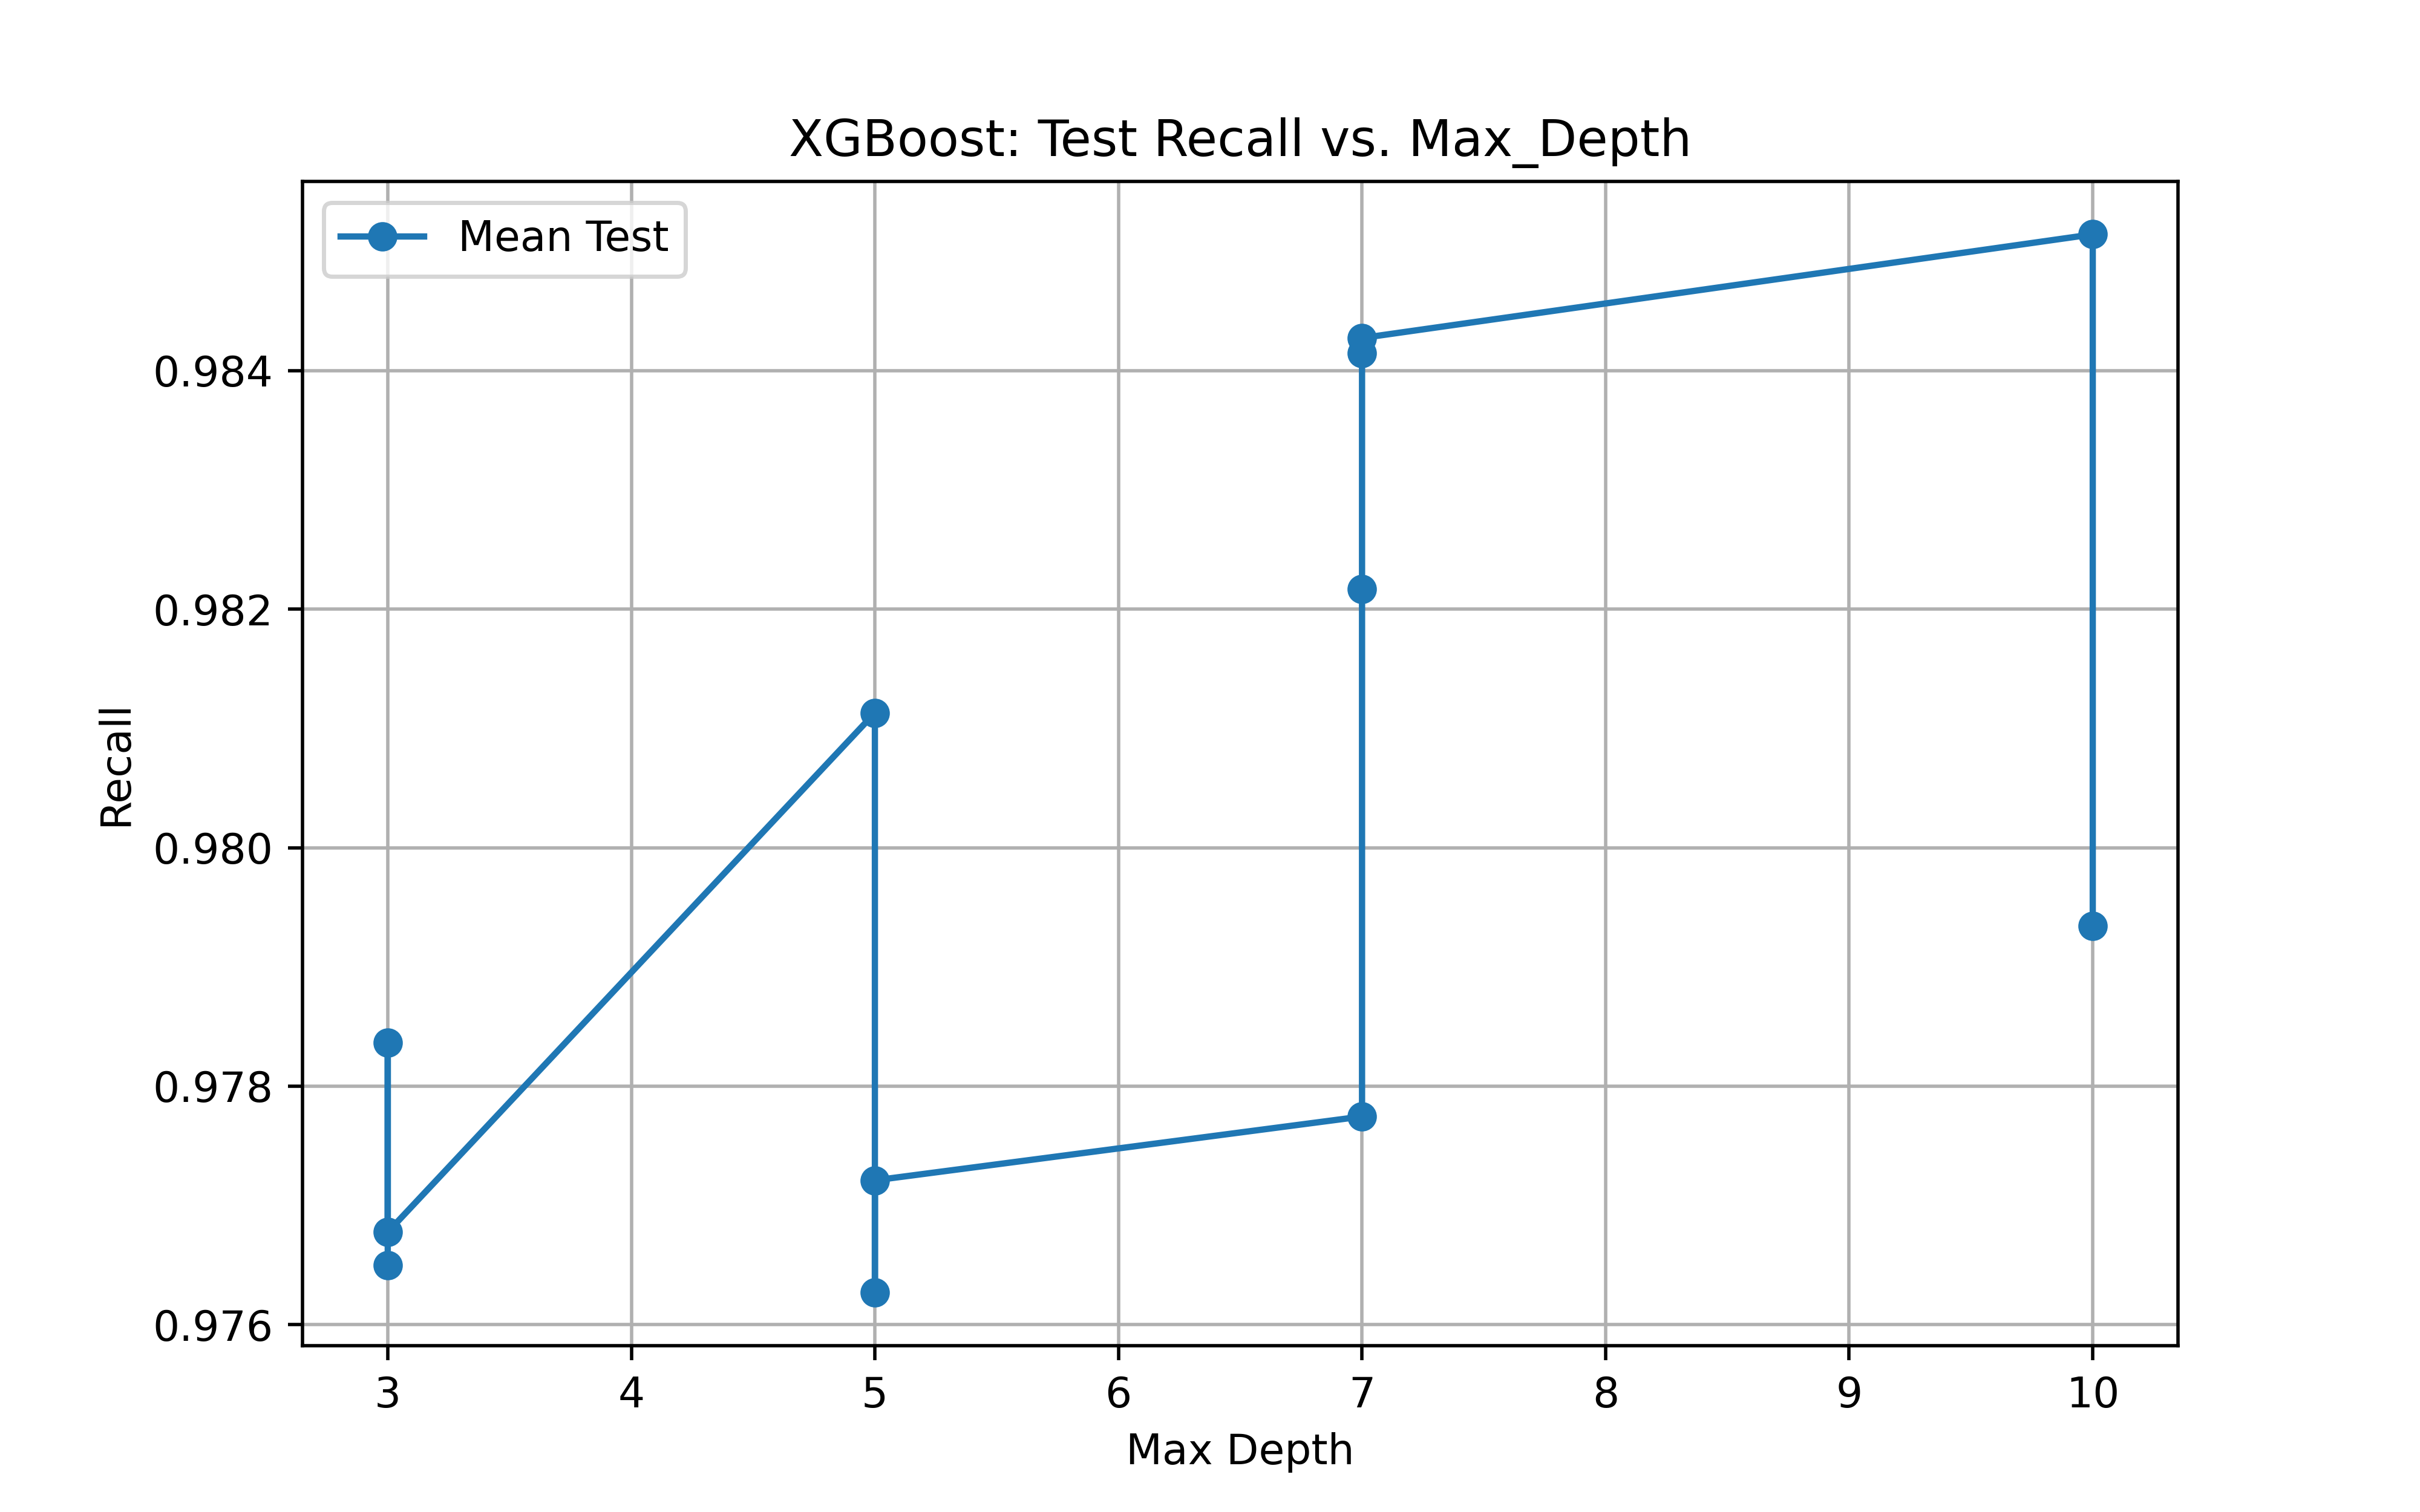 XGBoost: Test Recall vs. Max_Depth
Mean Test
0.984
0.982
0.980
0.978
0.976
Recall
3 4 5 6 7 8 9 10
Max Depth